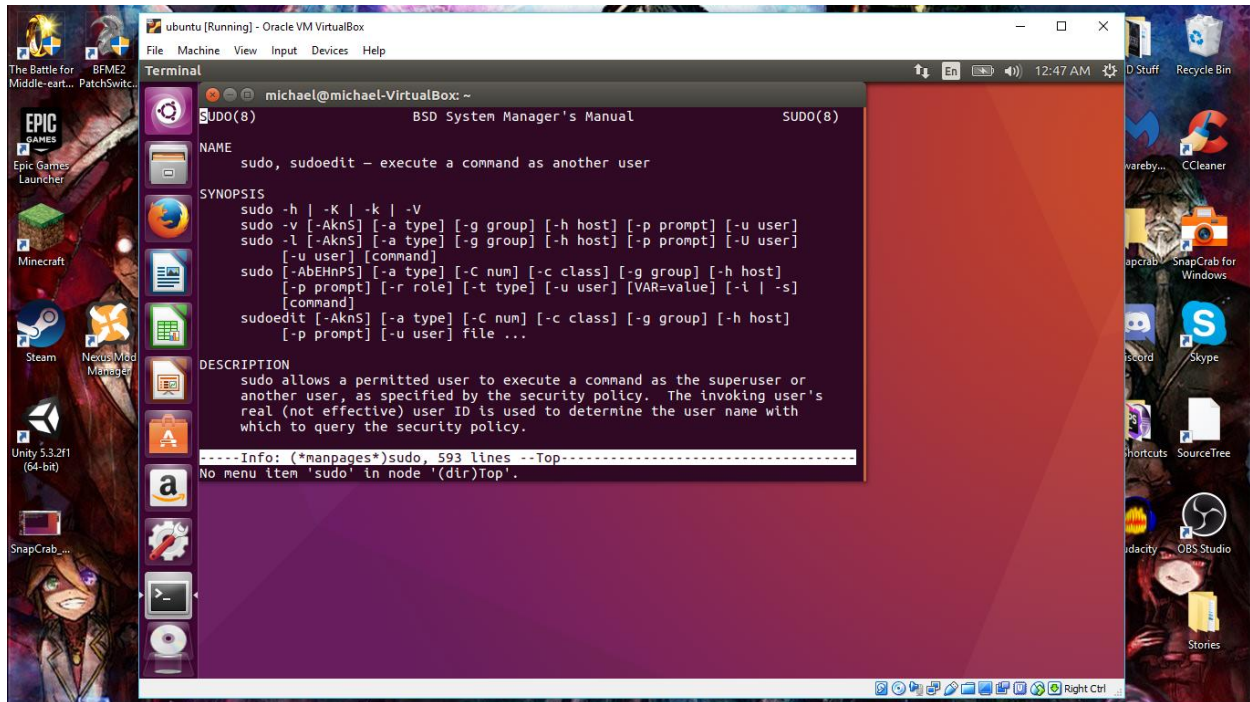 ubuntu [Running] - Oracle VM VirtualBox
File Machine View Input Devices Help
Terminal
En
12:47 AM
michael@michael-VirtualBox: ~
SUDO(8) BSD System Manager's Manual SUDO(8)
NAME
sudo, sudoedit — execute a command as another user
SYNOPSIS
sudo -h | -K | -k | -V
sudo -v [-AknS] [-a type] [-g group] [-h host] [-p prompt] [-u user]
sudo -l [-AknS] [-a type] [-g group] [-h host] [-p prompt] [-U user]
[-u user] [command]
sudo [-AbEHnPS] [-a type] [-C num] [-c class] [-g group] [-h host]
[-p prompt] [-r role] [-t type] [-u user] [VAR=value] [-i | -s]
[command]
sudoedit [-AknS] [-a type] [-C num] [-c class] [-g group] [-h host]
[-p prompt] [-u user] file ...
DESCRIPTION
sudo allows a permitted user to execute a command as the superuser or
another user, as specified by the security policy.  The invoking user's
real (not effective) user ID is used to determine the user name with
which to query the security policy.
-----Info: (*manpages*)sudo, 593 lines --Top-----------------------------------
No menu item 'sudo' in node '(dir)Top'.
Right Ctrl
The Battle for
Middle-eart...
BFME2
PatchSwitc...
EPIC
GAMES
Epic Games
Launcher
Minecraft
Steam
Nexus Mod
Manager
Unity 5.3.2f1
(64-bit)
SnapCrab_...
a
D Stuff
Recycle Bin
wareby...
CCleaner
apcrab
SnapCrab for
Windows
iscord
S
Skype
hortcuts
SourceTree
udacity
OBS Studio
Stories